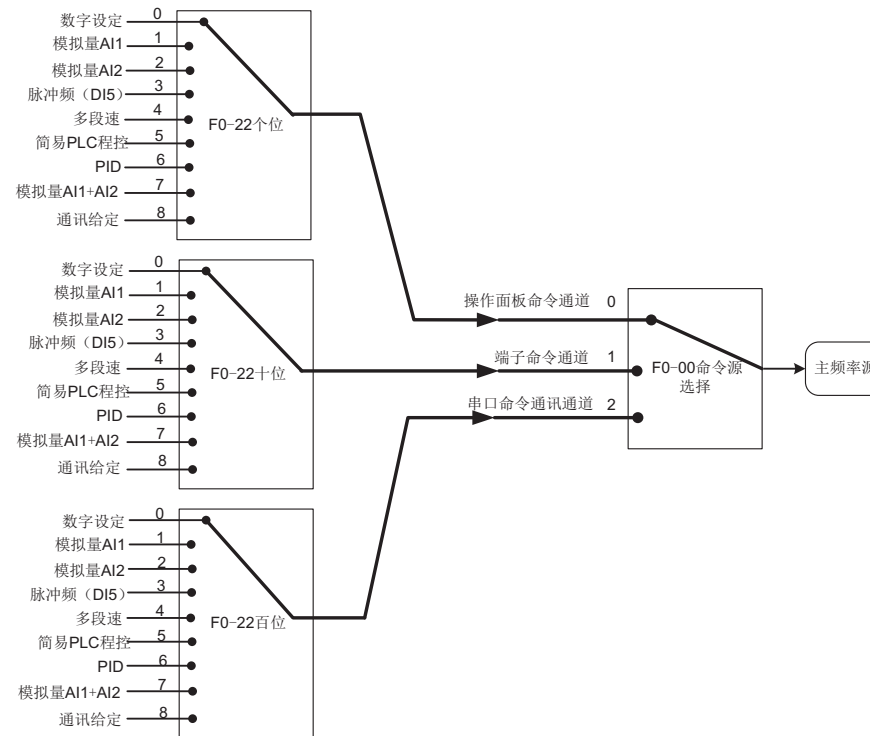 数字设定 0
模拟量AI1 1
模拟量AI2 2
脉冲频（DI5） 3
多段速 4
简易PLC程控 5
PID 6
模拟量AI1+AI2 7
通讯给定 8
F0-22个位
数字设定 0
模拟量AI1 1
模拟量AI2 2
脉冲频（DI5） 3
多段速 4
简易PLC程控 5
PID 6
模拟量AI1+AI2 7
通讯给定 8
F0-22十位
数字设定 0
模拟量AI1 1
模拟量AI2 2
脉冲频（DI5） 3
多段速 4
简易PLC程控 5
PID 6
模拟量AI1+AI2 7
通讯给定 8
F0-22百位
操作面板命令通道 0
端子命令通道 1
串口命令通讯通道 2
F0-00命令源
选择
主频率源